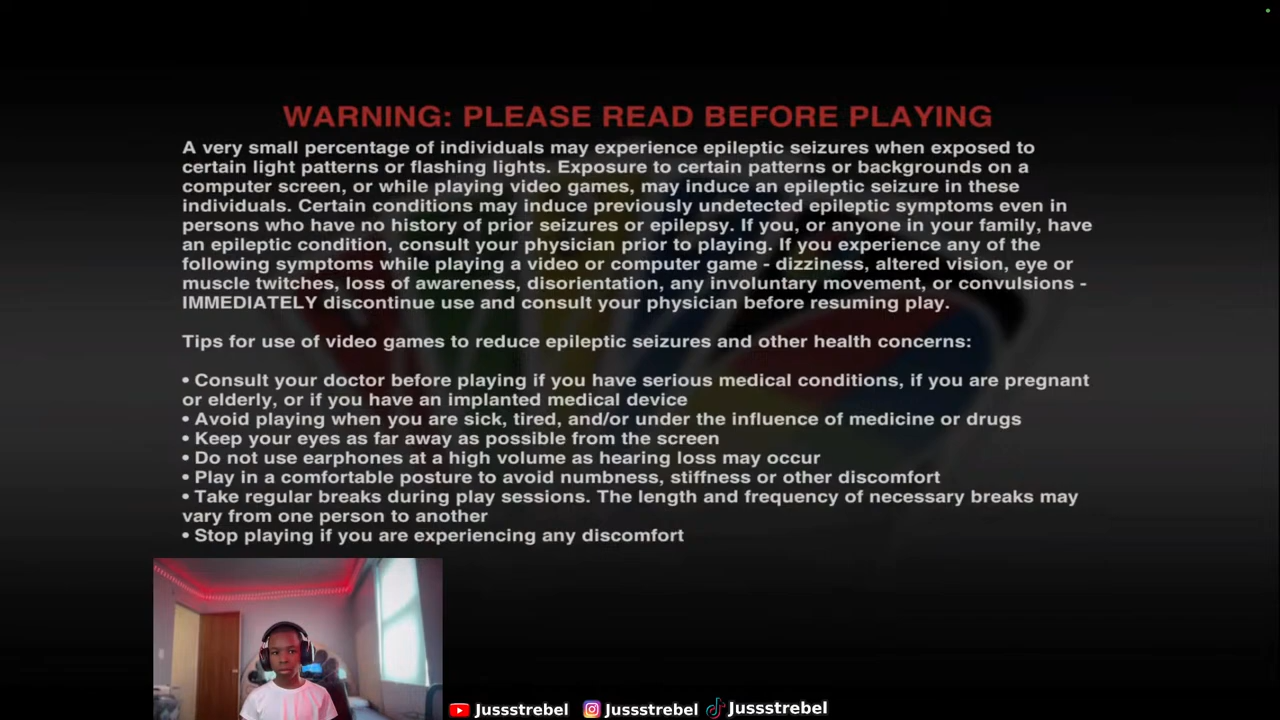 WARNING: PLEASE READ BEFORE PLAYING
A very small percentage of individuals may experience epileptic seizures when exposed to
certain light patterns or flashing lights. Exposure to certain patterns or backgrounds on a
computer screen, or while playing video games, may induce an epileptic seizure in these
individuals. Certain conditions may induce previously undetected epileptic symptoms even in
persons who have no history of prior seizures or epilepsy. If you, or anyone in your family, have
an epileptic condition, consult your physician prior to playing. If you experience any of the
following symptoms while playing a video or computer game - dizziness, altered vision, eye or
muscle twitches, loss of awareness, disorientation, any involuntary movement, or convulsions -
IMMEDIATELY discontinue use and consult your physician before resuming play.
Tips for use of video games to reduce epileptic seizures and other health concerns:
• Consult your doctor before playing if you have serious medical conditions, if you are pregnant
or elderly, or if you have an implanted medical device
• Avoid playing when you are sick, tired, and/or under the influence of medicine or drugs
• Keep your eyes as far away as possible from the screen
• Do not use earphones at a high volume as hearing loss may occur
• Play in a comfortable posture to avoid numbness, stiffness or other discomfort
• Take regular breaks during play sessions. The length and frequency of necessary breaks may
vary from one person to another
• Stop playing if you are experiencing any discomfort
Jussstrebel Jussstrebel Jussstrebel